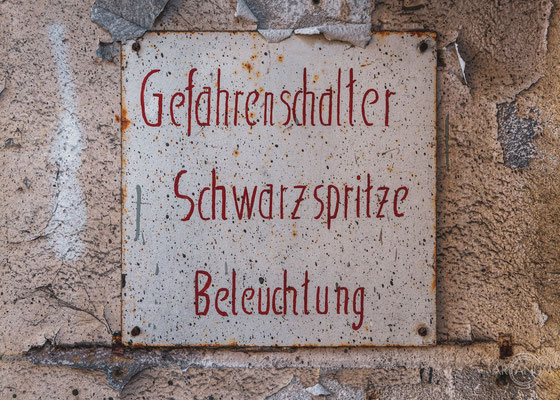 Gefahrenschalter
Schwarzspritze
Beleuchtung